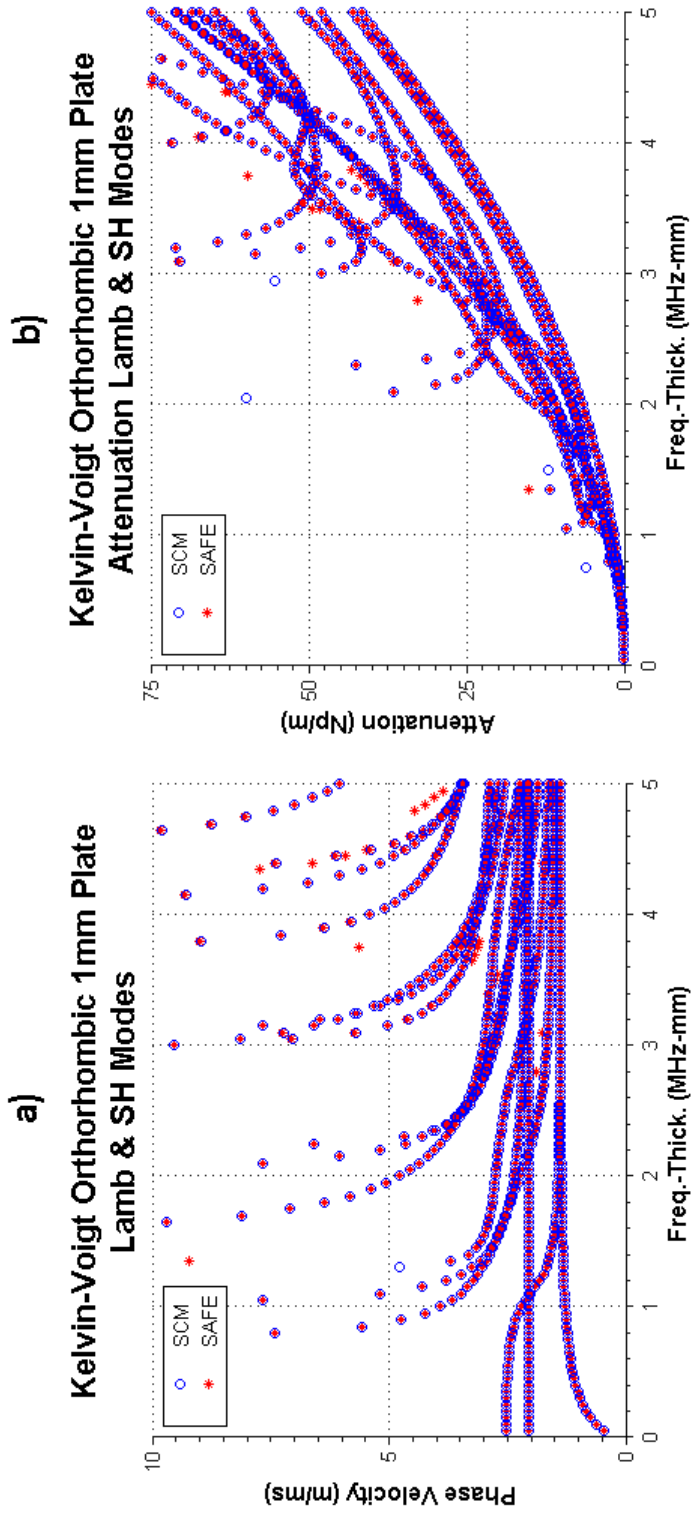 a)
Kelvin-Voigt Orthorhombic 1mm Plate
Lamb & SH Modes
SCM
SAFE
10
5
0
Phase Velocity (m/ms)
0
1
2
3
4
5
Freq.-Thick. (MHz-mm)
b)
Kelvin-Voigt Orthorhombic 1mm Plate
Attenuation Lamb & SH Modes
SCM
SAFE
75
50
25
0
Attenuation (Np/m)
0
1
2
3
4
5
Freq.-Thick. (MHz-mm)